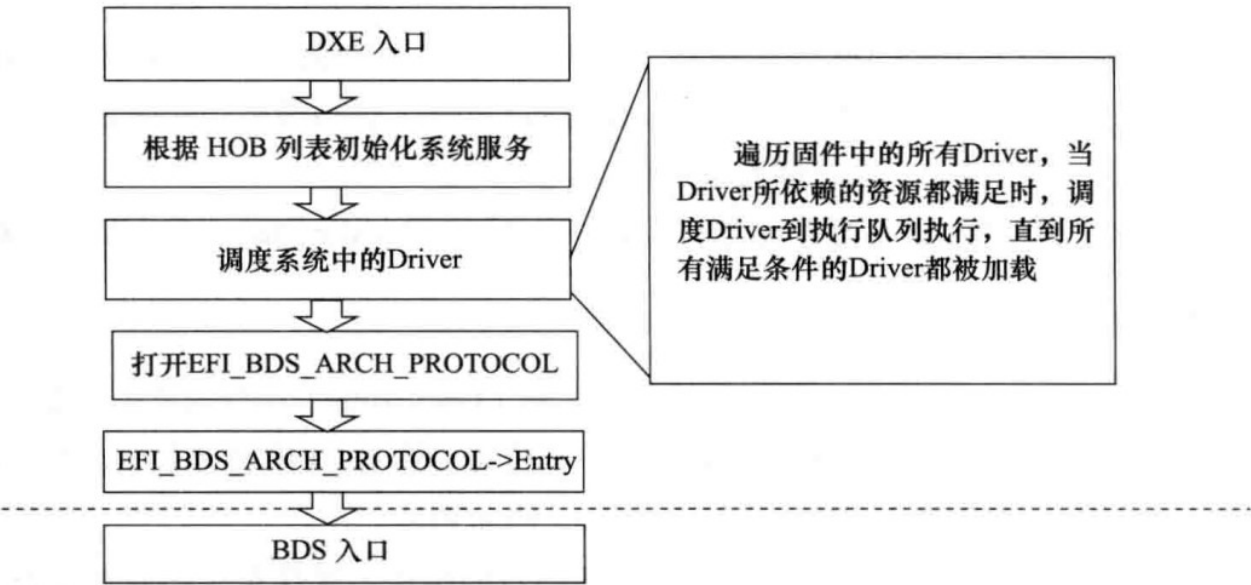 DXE 入口
根据 HOB 列表初始化系统服务
调度系统中的Driver
遍历固件中的所有Driver，当
Driver所依赖的资源都满足时，调
度Driver到执行队列执行，直到所
有满足条件的Driver都被加载
打开EFI_BDS_ARCH_PROTOCOL
EFI_BDS_ARCH_PROTOCOL->Entry
BDS 入口